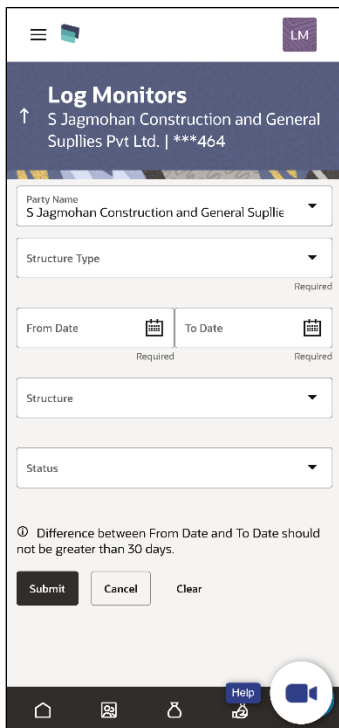 LM
Log Monitors
S Jagmohan Construction and General
Supllies Pvt Ltd. | ***464
Party Name
S Jagmohan Construction and General Supllie
Structure Type
Required
From Date
To Date
Required
Required
Structure
Status
Difference between From Date and To Date should
not be greater than 30 days.
Submit
Cancel
Clear
Help